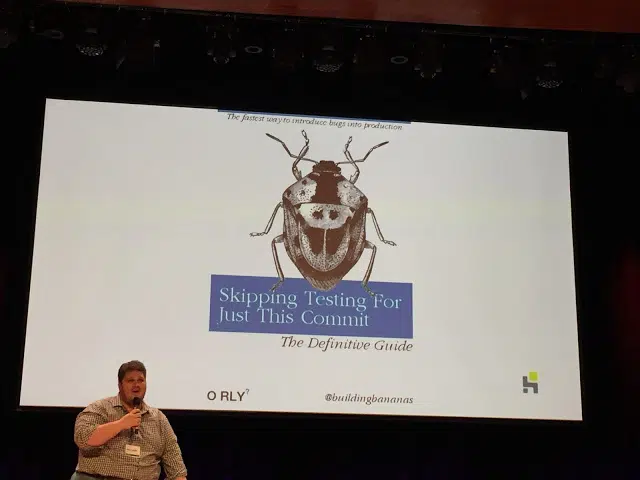 The fastest way to introduce bugs into production
Skipping Testing For
Just This Commit
The Definitive Guide
O RLY?
@buildingbananas